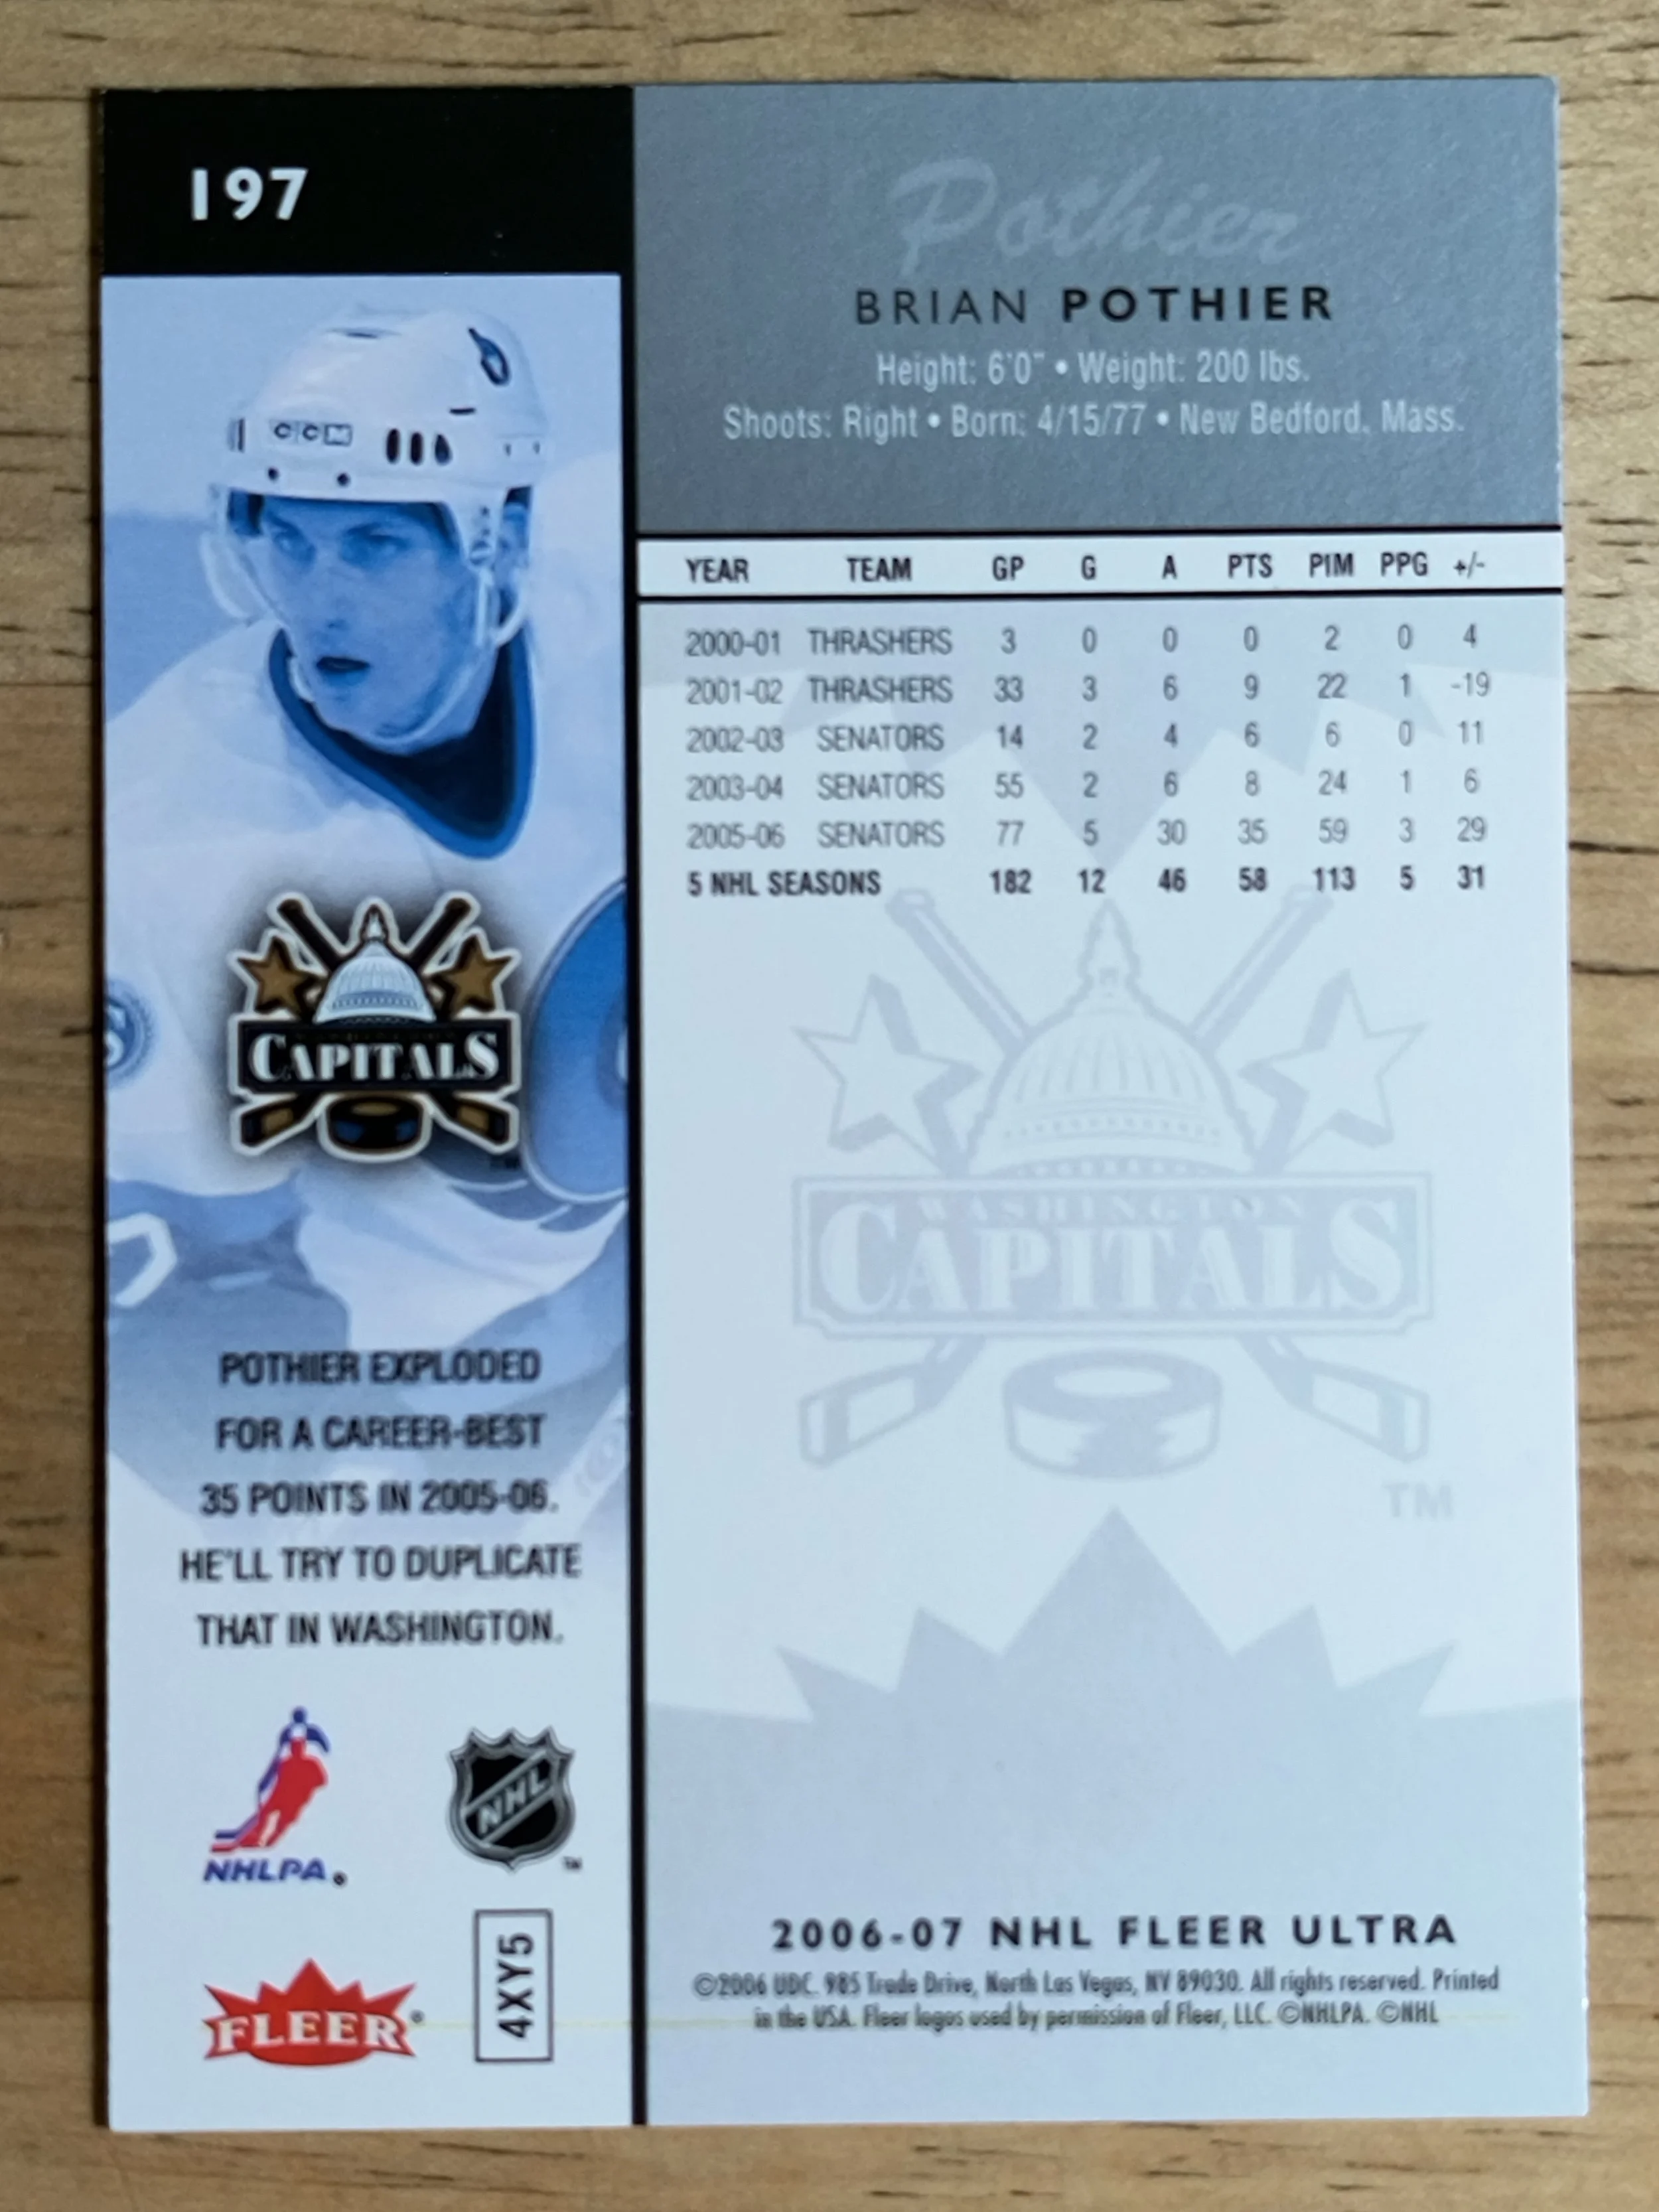 197
Pothier
BRIAN POTHIER
Height: 6'0" • Weight: 200 lbs.
Shoots: Right • Born: 4/15/77 • New Bedford, Mass.
YEAR TEAM GP G A PTS PIM PPG +/-
2000-01 THRASHERS 3 0 0 0 2 0 4
2001-02 THRASHERS 33 3 6 9 22 1 -19
2002-03 SENATORS 14 2 4 6 6 0 11
2003-04 SENATORS 55 2 6 8 24 1 6
2005-06 SENATORS 77 5 30 35 59 3 29
5 NHL SEASONS 182 12 46 58 113 5 31
CCM
CAPITALS
TM
WASHINGTON
CAPITALS
TM
POTHIER EXPLODED
FOR A CAREER-BEST
35 POINTS IN 2005-06.
HE'LL TRY TO DUPLICATE
THAT IN WASHINGTON.
NHLPA®
NHL
TM
FLEER®
4XY5
2006-07 NHL FLEER ULTRA
©2006 UDC. 985 Trade Drive, North Las Vegas, NV 89030. All rights reserved. Printed
in the USA. Fleer logos used by permission of Fleer, LLC. ©NHLPA. ©NHL